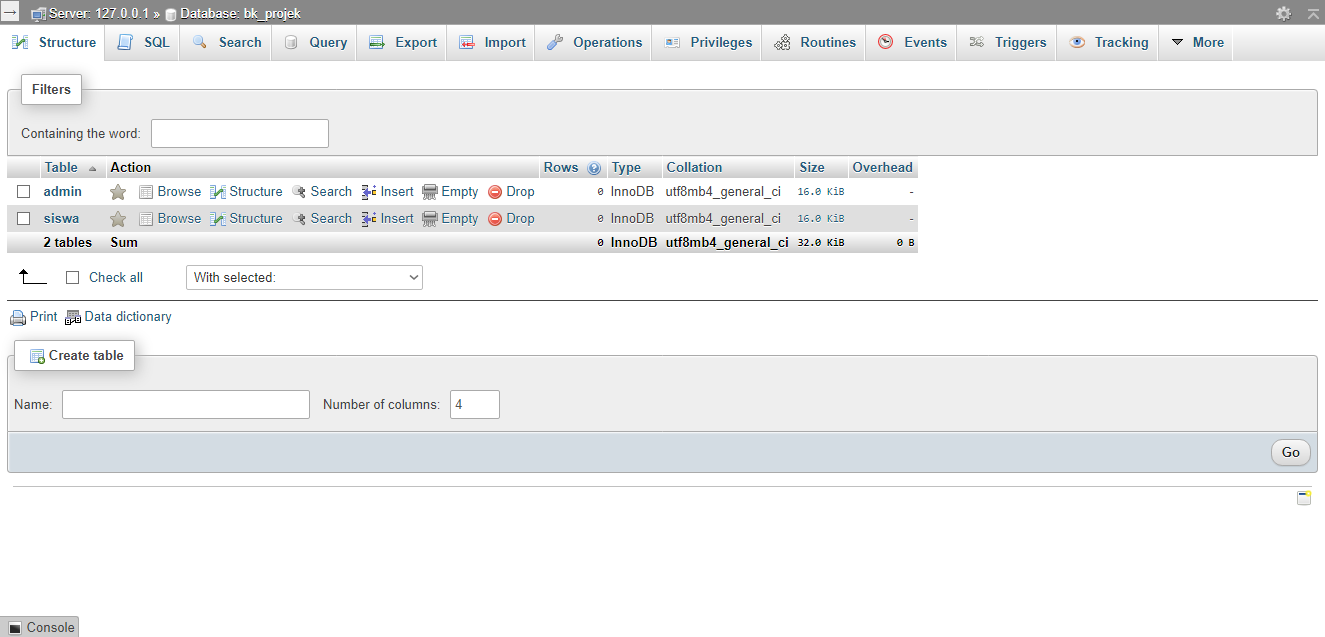 Server: 127.0.0.1 » Database: bk_projek
Structure SQL Search Query Export Import Operations Privileges Routines Events Triggers Tracking More
Filters
Containing the word:
Table Action Rows Type Collation Size Overhead
admin Browse Structure Search Insert Empty Drop 0 InnoDB utf8mb4_general_ci 16.0 KiB -
siswa Browse Structure Search Insert Empty Drop 0 InnoDB utf8mb4_general_ci 16.0 KiB -
2 tables Sum 0 InnoDB utf8mb4_general_ci 32.0 KiB 0 B
Check all With selected:
Print Data dictionary
Create table
Name: Number of columns: 4
Go
Console